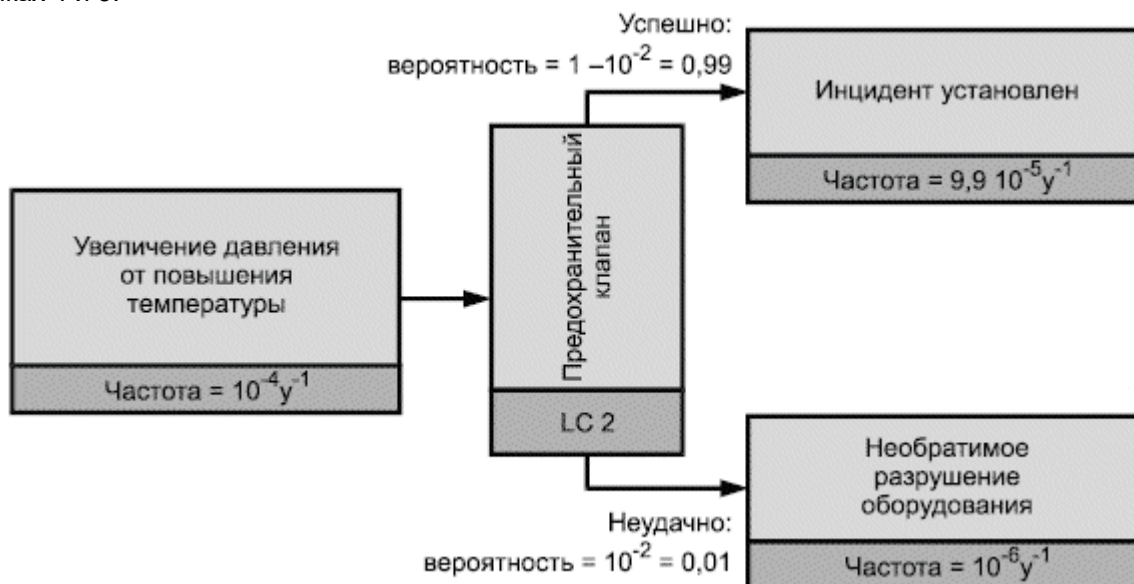 Успешно:
вероятность = 1 –10⁻² = 0,99
Инцидент установлен
Частота = 9,9 10⁻⁵y⁻¹
Увеличение давления
от повышения
температуры
Частота = 10⁻⁴y⁻¹
Предохранительный
клапан
LC 2
Неудачно:
вероятность = 10⁻² = 0,01
Необратимое
разрушение
оборудования
Частота = 10⁻⁶y⁻¹